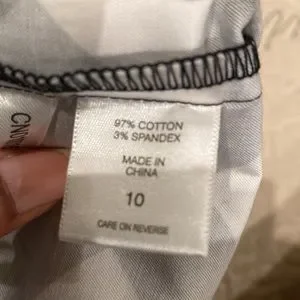 97% COTTON
3% SPANDEX
MADE IN
CHINA
10
CARE ON REVERSE